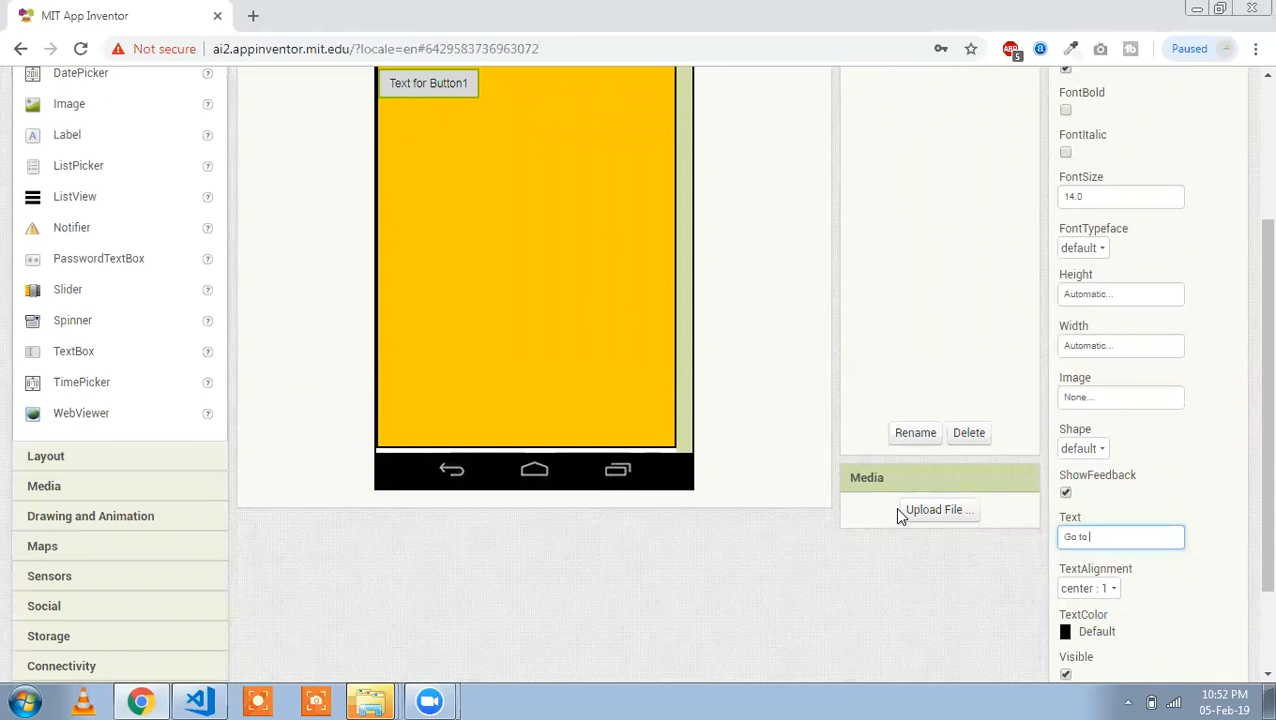 MIT App Inventor
Not secure
ai2.appinventor.mit.edu/?locale=en#6429583736963072
ABP
5
a
Paused
DatePicker
?
Image
?
Label
?
ListPicker
?
ListView
?
Notifier
?
PasswordTextBox
?
Slider
?
Spinner
?
TextBox
?
TimePicker
?
WebViewer
?
Layout
Media
Drawing and Animation
Maps
Sensors
Social
Storage
Connectivity
Text for Button1
Rename
Delete
Media
Upload File ...
FontBold
FontItalic
FontSize
14.0
FontTypeface
default
Height
Automatic...
Width
Automatic...
Image
None...
Shape
default
ShowFeedback
Text
Go to
TextAlignment
center : 1
TextColor
Default
Visible
10:52 PM
05-Feb-19